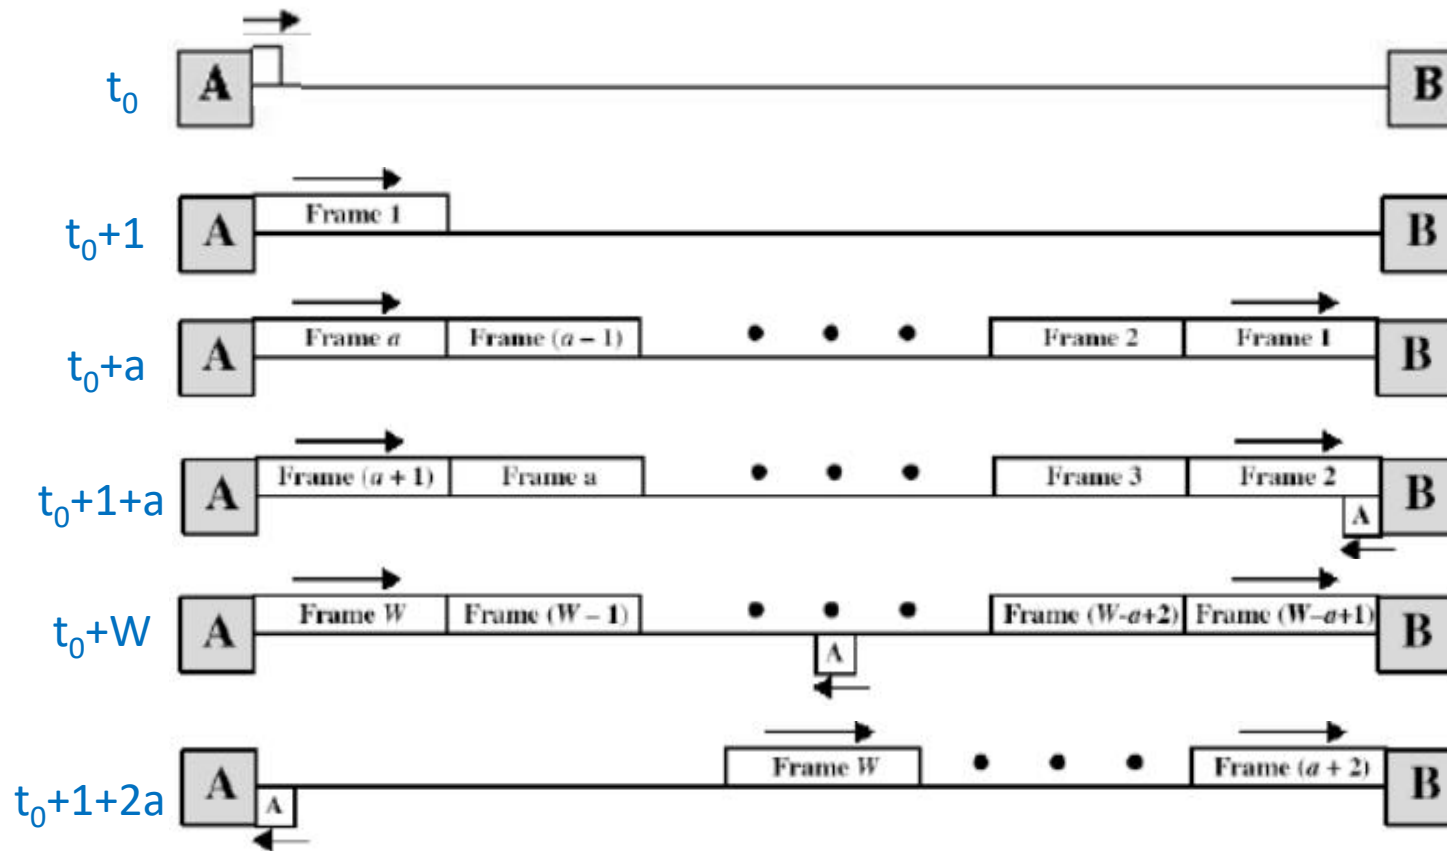 t₀ A B
t₀+1 A Frame 1 B
t₀+a A Frame a Frame (a – 1) • • • Frame 2 Frame 1 B
t₀+1+a A Frame (a + 1) Frame a • • • Frame 3 Frame 2 B
A
t₀+W A Frame W Frame (W – 1) • • • Frame (W-a+2) Frame (W–a+1) B
A
t₀+1+2a A Frame W • • • Frame (a + 2) B
A